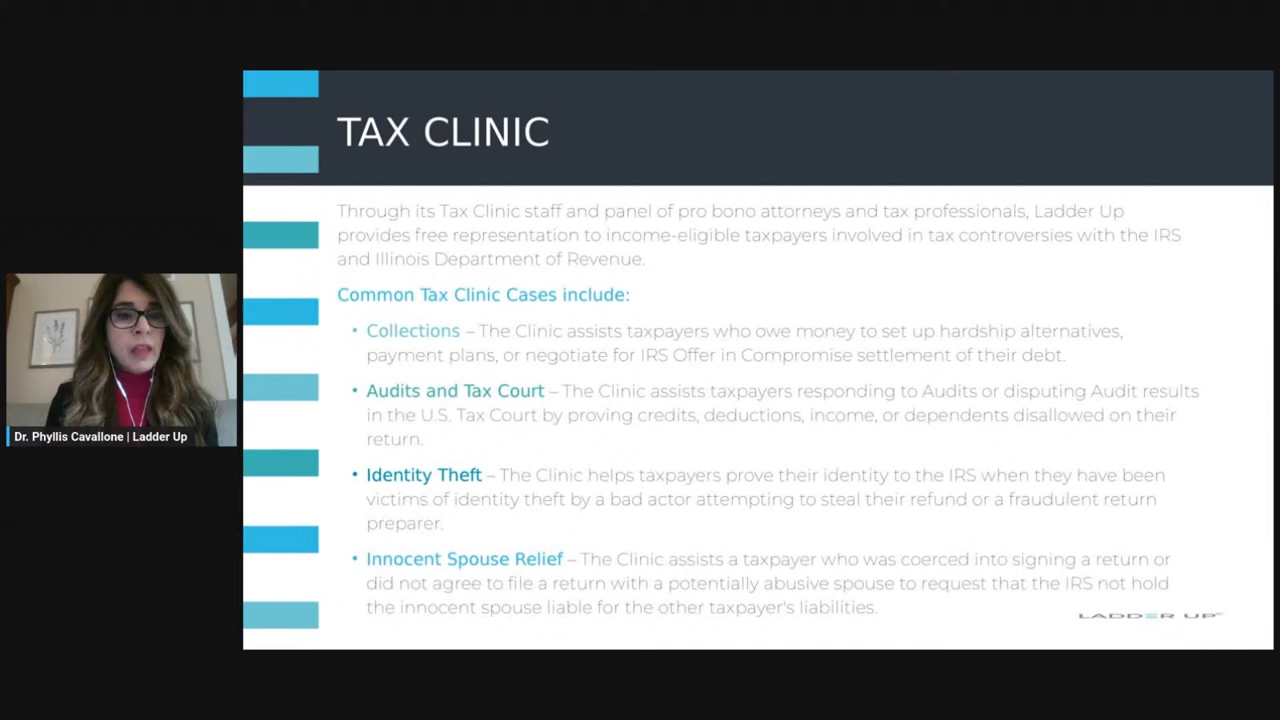 TAX CLINIC
Through its Tax Clinic staff and panel of pro bono attorneys and tax professionals, Ladder Up
provides free representation to income-eligible taxpayers involved in tax controversies with the IRS
and Illinois Department of Revenue.
Common Tax Clinic Cases include:
• Collections – The Clinic assists taxpayers who owe money to set up hardship alternatives,
payment plans, or negotiate for IRS Offer in Compromise settlement of their debt.
• Audits and Tax Court – The Clinic assists taxpayers responding to Audits or disputing Audit results
in the U.S. Tax Court by proving credits, deductions, income, or dependents disallowed on their
return.
• Identity Theft – The Clinic helps taxpayers prove their identity to the IRS when they have been
victims of identity theft by a bad actor attempting to steal their refund or a fraudulent return
preparer.
• Innocent Spouse Relief – The Clinic assists a taxpayer who was coerced into signing a return or
did not agree to file a return with a potentially abusive spouse to request that the IRS not hold
the innocent spouse liable for the other taxpayer's liabilities.
LADDER UP
Dr. Phyllis Cavallone | Ladder Up